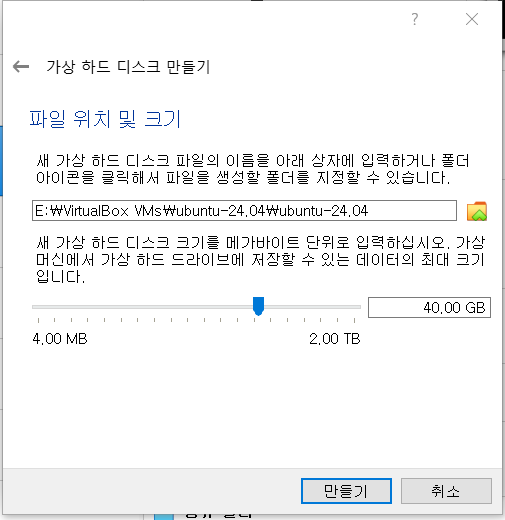 ?
가상 하드 디스크 만들기
파일 위치 및 크기
새 가상 하드 디스크 파일의 이름을 아래 상자에 입력하거나 폴더
아이콘을 클릭해서 파일을 생성할 폴더를 지정할 수 있습니다.
E:₩VirtualBox VMs₩ubuntu-24.04₩ubuntu-24.04
새 가상 하드 디스크 크기를 메가바이트 단위로 입력하십시오. 가상
머신에서 가상 하드 드라이브에 저장할 수 있는 데이터의 최대 크기
입니다.
40.00 GB
4.00 MB 2.00 TB
만들기 취소